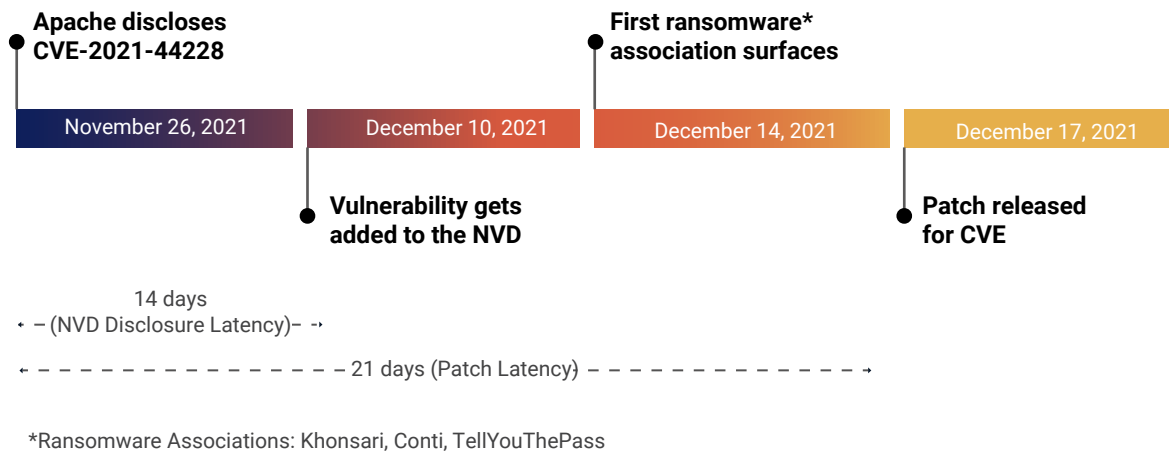 Apache discloses
CVE-2021-44228
First ransomware*
association surfaces
November 26, 2021
December 10, 2021
December 14, 2021
December 17, 2021
Vulnerability gets
added to the NVD
Patch released
for CVE
14 days
(NVD Disclosure Latency)
21 days (Patch Latency)
*Ransomware Associations: Khonsari, Conti, TellYouThePass